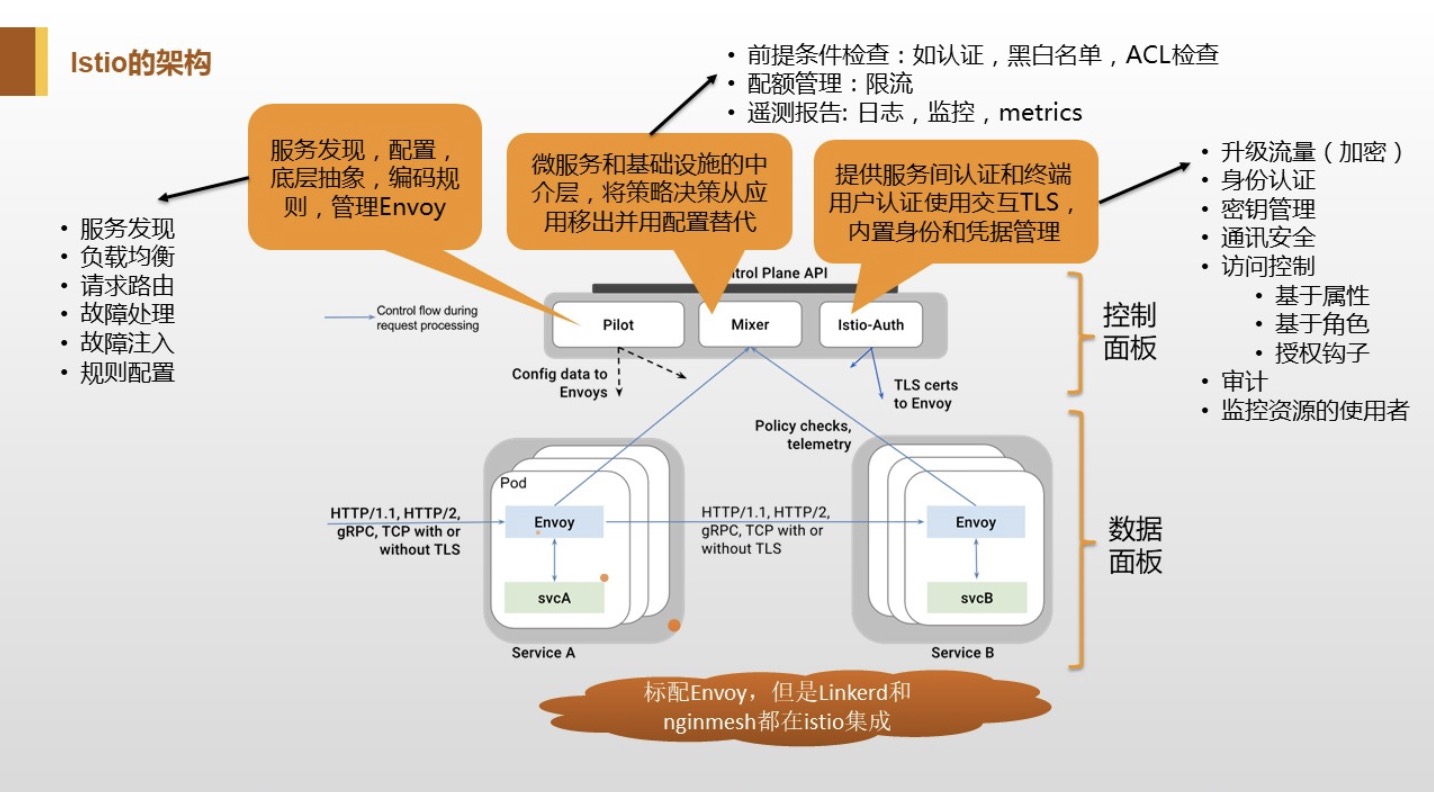 Istio的架构
• 前提条件检查：如认证，黑白名单，ACL检查
• 配额管理：限流
• 遥测报告: 日志，监控，metrics
服务发现，配置，
底层抽象，编码规
则，管理Envoy
微服务和基础设施的中
介层，将策略决策从应
用移出并用配置替代
提供服务间认证和终端
用户认证使用交互TLS，
内置身份和凭据管理
• 升级流量（加密）
• 身份认证
• 密钥管理
• 通讯安全
• 访问控制
• 基于属性
• 基于角色
• 授权钩子
• 审计
• 监控资源的使用者
• 服务发现
• 负载均衡
• 请求路由
• 故障处理
• 故障注入
• 规则配置
Plane API
Control flow during
request processing
Pilot
Mixer
Istio-Auth
控制
面板
Config data to
Envoys
TLS certs
to Envoy
Policy checks,
telemetry
Pod
HTTP/1.1, HTTP/2,
gRPC, TCP with or
without TLS
Envoy
svcA
HTTP/1.1, HTTP/2,
gRPC, TCP with or
without TLS
Envoy
svcB
数据
面板
Service A
Service B
标配Envoy，但是Linkerd和
nginmesh都在istio集成